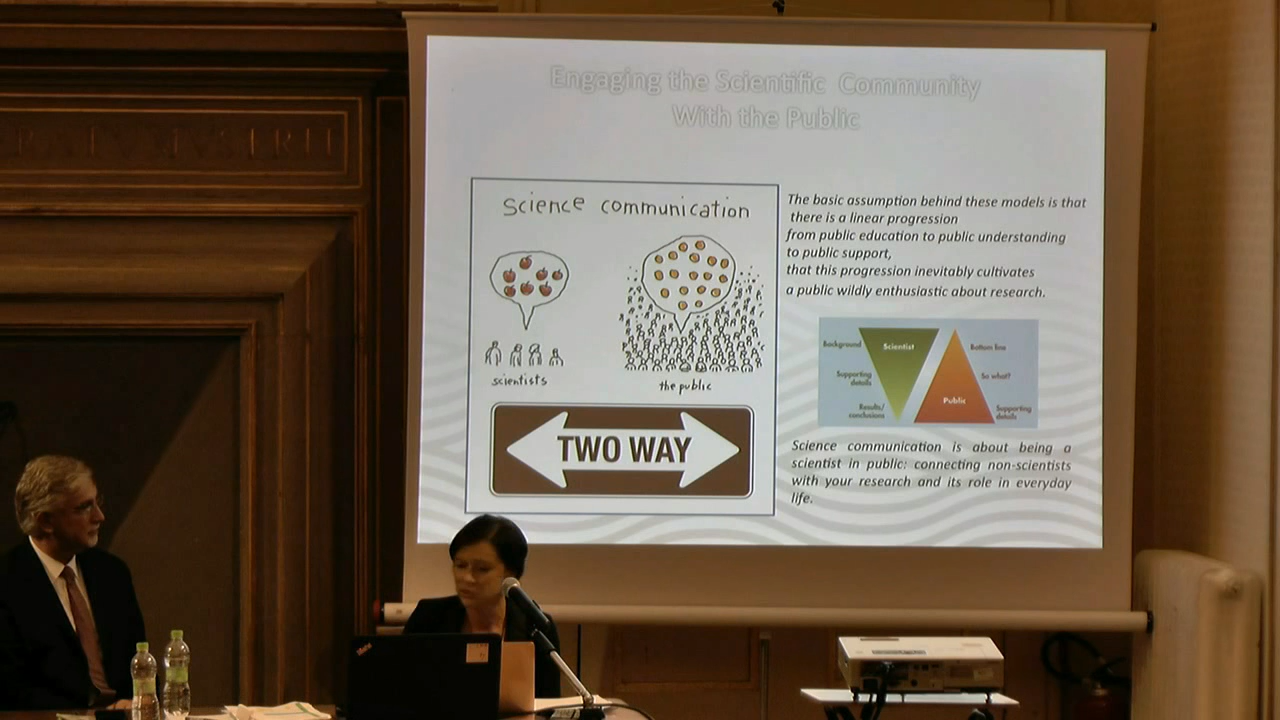 Engaging the Scientific Community
With the Public
Science communication
scientists
the public
TWO WAY
The basic assumption behind these models is that
there is a linear progression
from public education to public understanding
to public support,
that this progression inevitably cultivates
a public wildly enthusiastic about research.
Background
Scientist
Supporting
details
Results/
conclusions
Bottom line
So what?
Public
Supporting
details
Science communication is about being a
scientist in public: connecting non-scientists
with your research and its role in everyday
life.